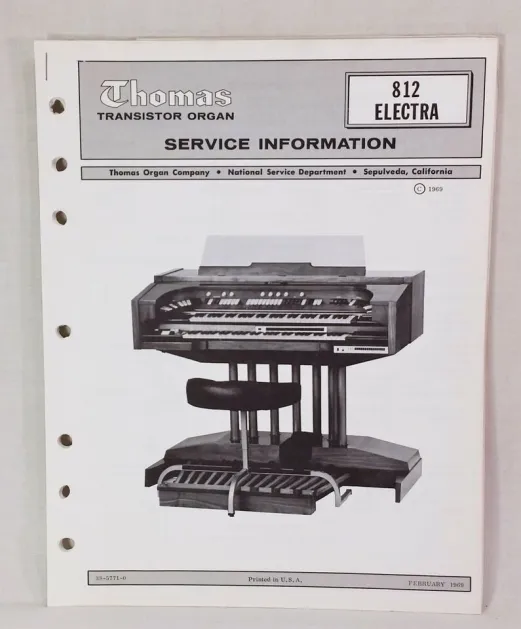 Thomas
TRANSISTOR ORGAN
812
ELECTRA
SERVICE INFORMATION
Thomas Organ Company • National Service Department • Sepulveda, California
© 1969
Printed in U.S.A.
FEBRUARY 1969